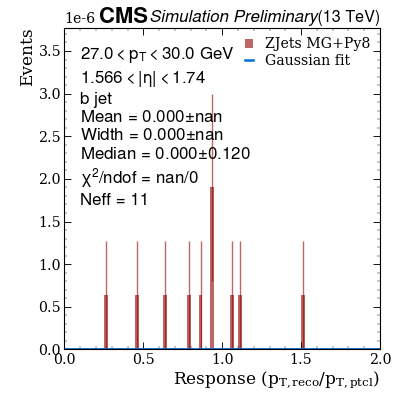 1e-6 CMS Simulation Preliminary (13 TeV)
Events
27.0 < pT < 30.0 GeV
1.566 < |η| < 1.74
b jet
Mean = 0.000±nan
Width = 0.000±nan
Median = 0.000±0.120
χ²/ndof = nan/0
Neff = 11
ZJets MG+Py8
Gaussian fit
3.5
3.0
2.5
2.0
1.5
1.0
0.5
0.0
0.0 0.5 1.0 1.5 2.0
Response (pT,reco/pT,ptcl)